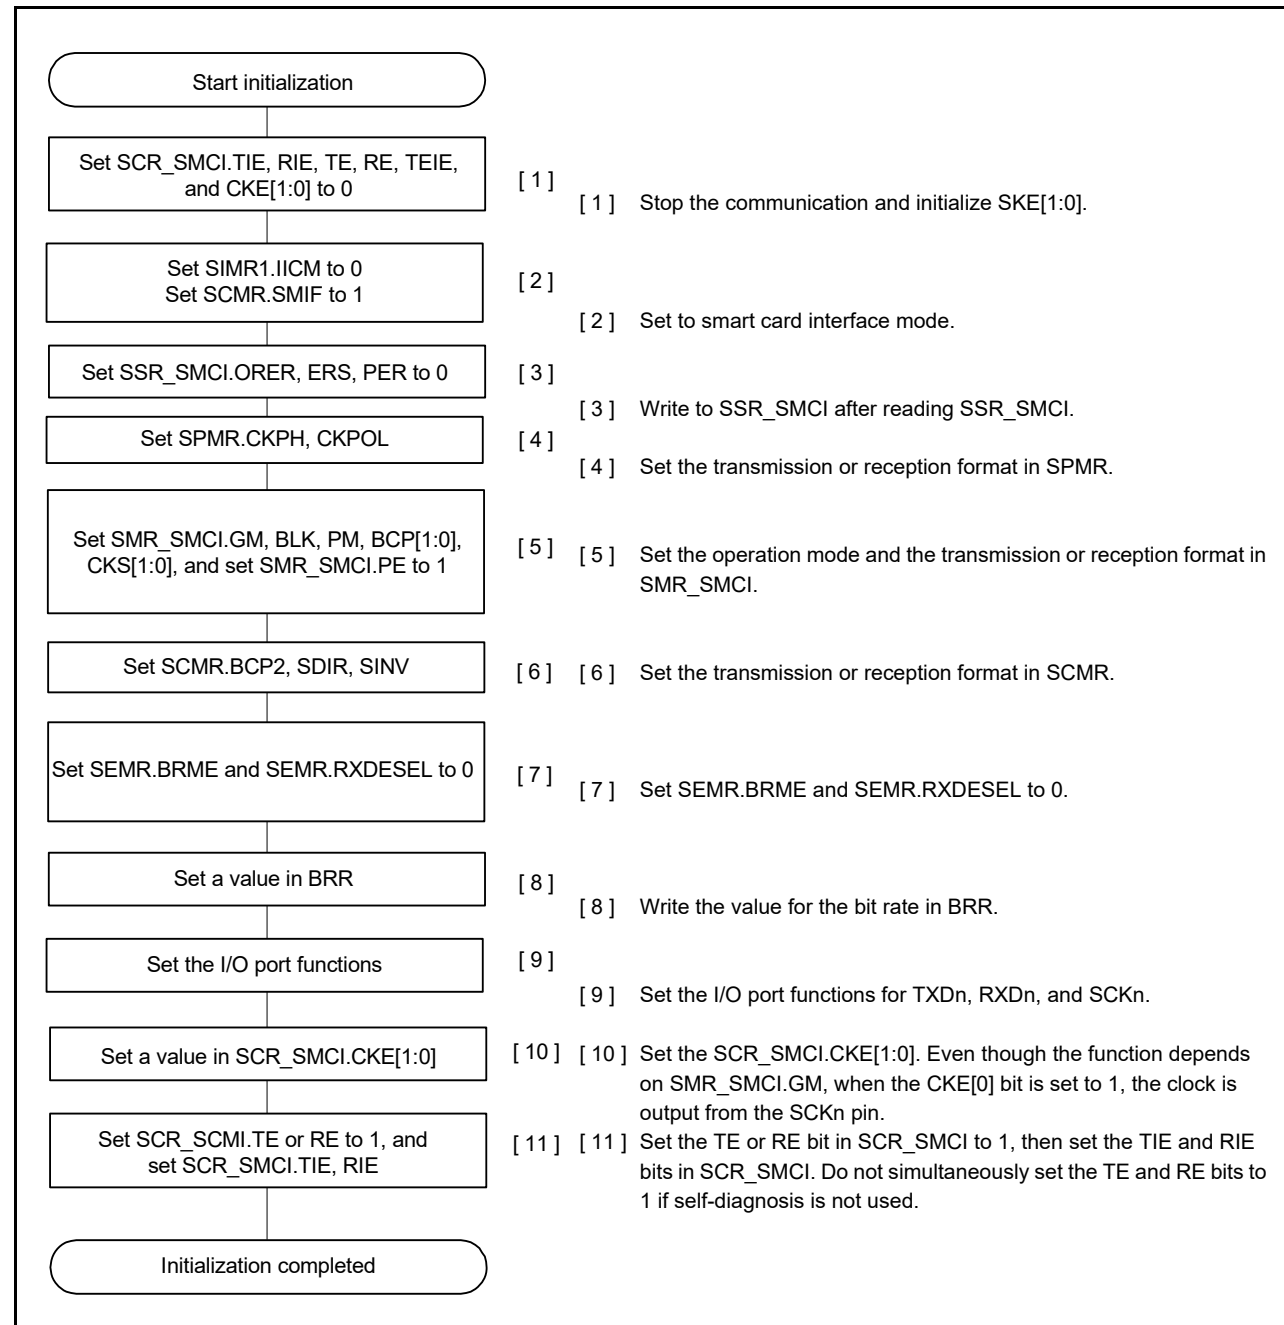 Start initialization
Set SCR_SMCI.TIE, RIE, TE, RE, TEIE,
and CKE[1:0] to 0
[ 1 ]
[ 1 ] Stop the communication and initialize SKE[1:0].
Set SIMR1.IICM to 0
Set SCMR.SMIF to 1
[ 2 ]
[ 2 ] Set to smart card interface mode.
Set SSR_SMCI.ORER, ERS, PER to 0
[ 3 ]
[ 3 ] Write to SSR_SMCI after reading SSR_SMCI.
Set SPMR.CKPH, CKPOL
[ 4 ]
[ 4 ] Set the transmission or reception format in SPMR.
Set SMR_SMCI.GM, BLK, PM, BCP[1:0],
CKS[1:0], and set SMR_SMCI.PE to 1
[ 5 ]
[ 5 ] Set the operation mode and the transmission or reception format in
SMR_SMCI.
Set SCMR.BCP2, SDIR, SINV
[ 6 ]
[ 6 ] Set the transmission or reception format in SCMR.
Set SEMR.BRME and SEMR.RXDESEL to 0
[ 7 ]
[ 7 ] Set SEMR.BRME and SEMR.RXDESEL to 0.
Set a value in BRR
[ 8 ]
[ 8 ] Write the value for the bit rate in BRR.
Set the I/O port functions
[ 9 ]
[ 9 ] Set the I/O port functions for TXDn, RXDn, and SCKn.
Set a value in SCR_SMCI.CKE[1:0]
[ 10 ]
[ 10 ] Set the SCR_SMCI.CKE[1:0]. Even though the function depends
on SMR_SMCI.GM, when the CKE[0] bit is set to 1, the clock is
output from the SCKn pin.
Set SCR_SCMI.TE or RE to 1, and
set SCR_SMCI.TIE, RIE
[ 11 ]
[ 11 ] Set the TE or RE bit in SCR_SMCI to 1, then set the TIE and RIE
bits in SCR_SMCI. Do not simultaneously set the TE and RE bits to
1 if self-diagnosis is not used.
Initialization completed